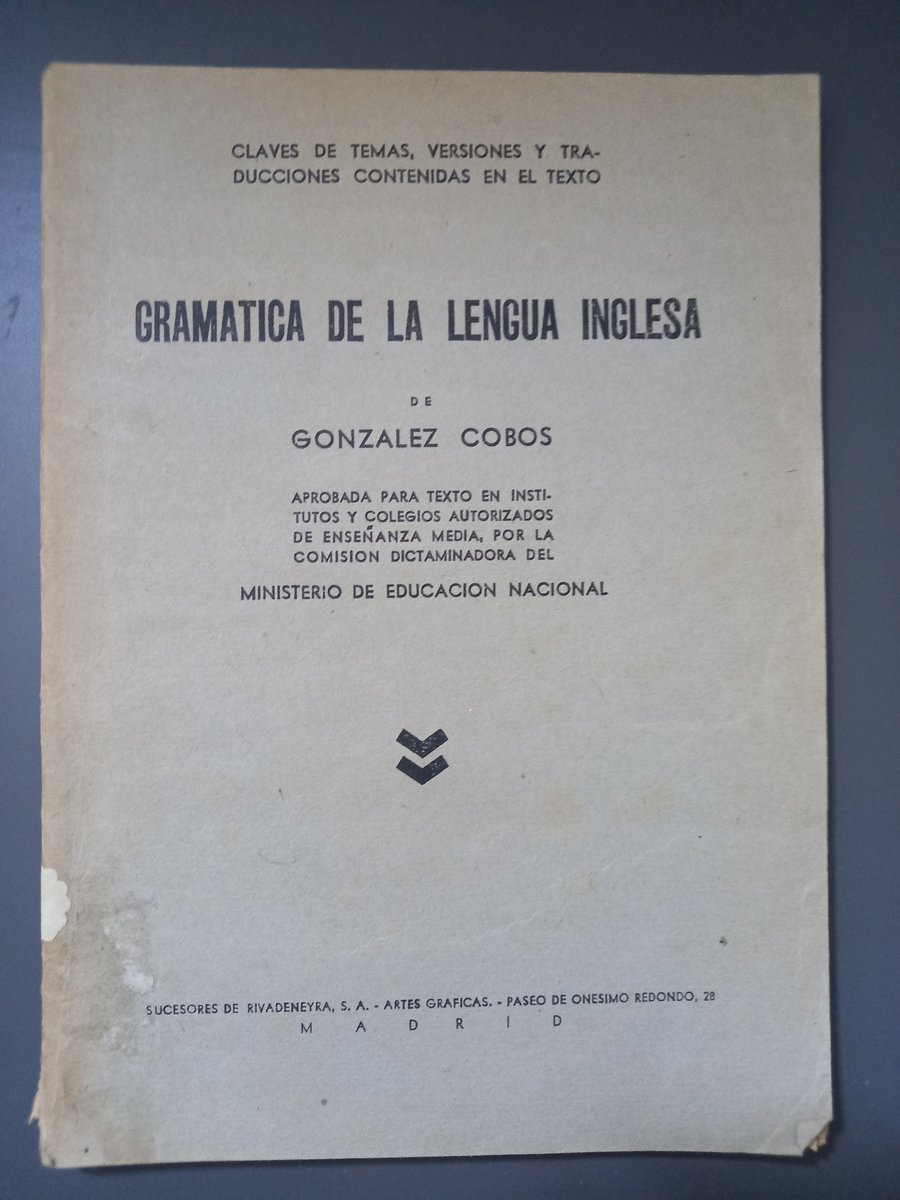 CLAVES DE TEMAS, VERSIONES Y TRA-
DUCCIONES CONTENIDAS EN EL TEXTO
GRAMATICA DE LA LENGUA INGLESA
DE
GONZALEZ COBOS
APROBADA PARA TEXTO EN INSTI-
TUTOS Y COLEGIOS AUTORIZADOS
DE ENSEÑANZA MEDIA, POR LA
COMISION DICTAMINADORA DEL
MINISTERIO DE EDUCACION NACIONAL
SUCESORES DE RIVADENEYRA, S. A. - ARTES GRAFICAS. - PASEO DE ONESIMO REDONDO, 28
MADRID